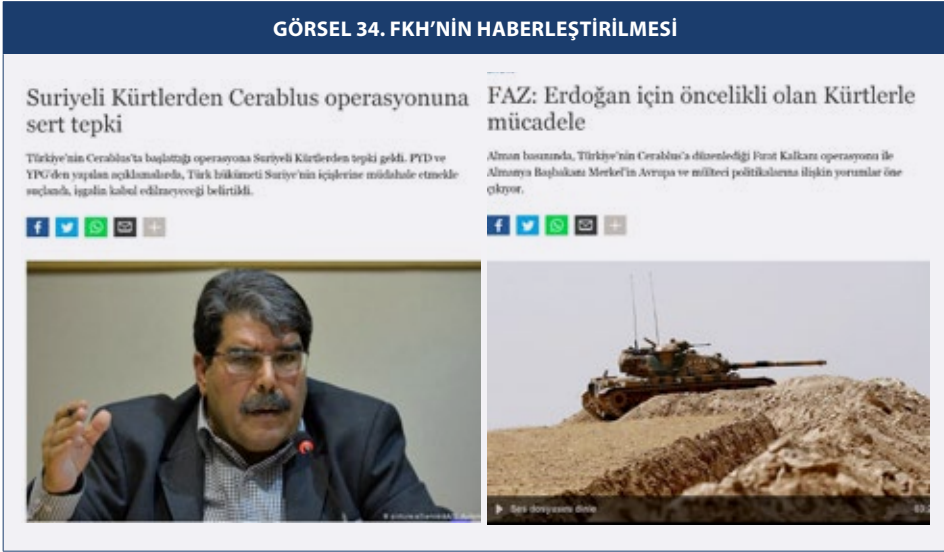 GÖRSEL 34. FKH’NİN HABERLEŞTİRİLMESİ
Suriyeli Kürtlerden Cerablus operasyonuna
sert tepki
Türkiye'nin Cerablus'ta başlattığı operasyona Suriyeli Kürtlerden tepki geldi. PYD ve
YPG'den yapılan açıklamalarda, Türk hükümeti Suriye'nin içişlerine müdahale etmekle
suçlandı, işgalin kabul edilmeyeceği belirtildi.
FAZ: Erdoğan için öncelikli olan Kürtlerle
mücadele
Alman basınında, Türkiye'nin Cerablus'a düzenlediği Fırat Kalkanı operasyonu ile
Almanya Başbakanı Merkel'in Avrupa ve mülteci politikalarına ilişkin yorumlar öne
çıkıyor.
Ses dosyasını dinle